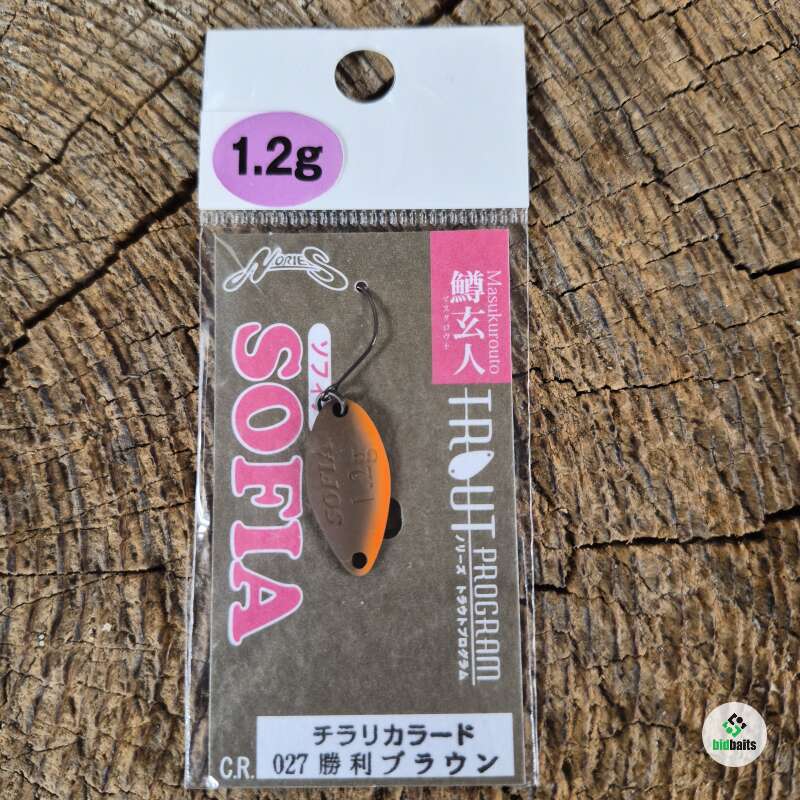 1.2g
NORIES
Masukurouto
鱒玄人
マスクロウト
SOFIA
ソフィ
TROUT PROGRAM
ノリーズ トラウトプログラム
SOFIA
1.2g
チラリカラード
C.R. 027 勝利ブラウン
bidbaits